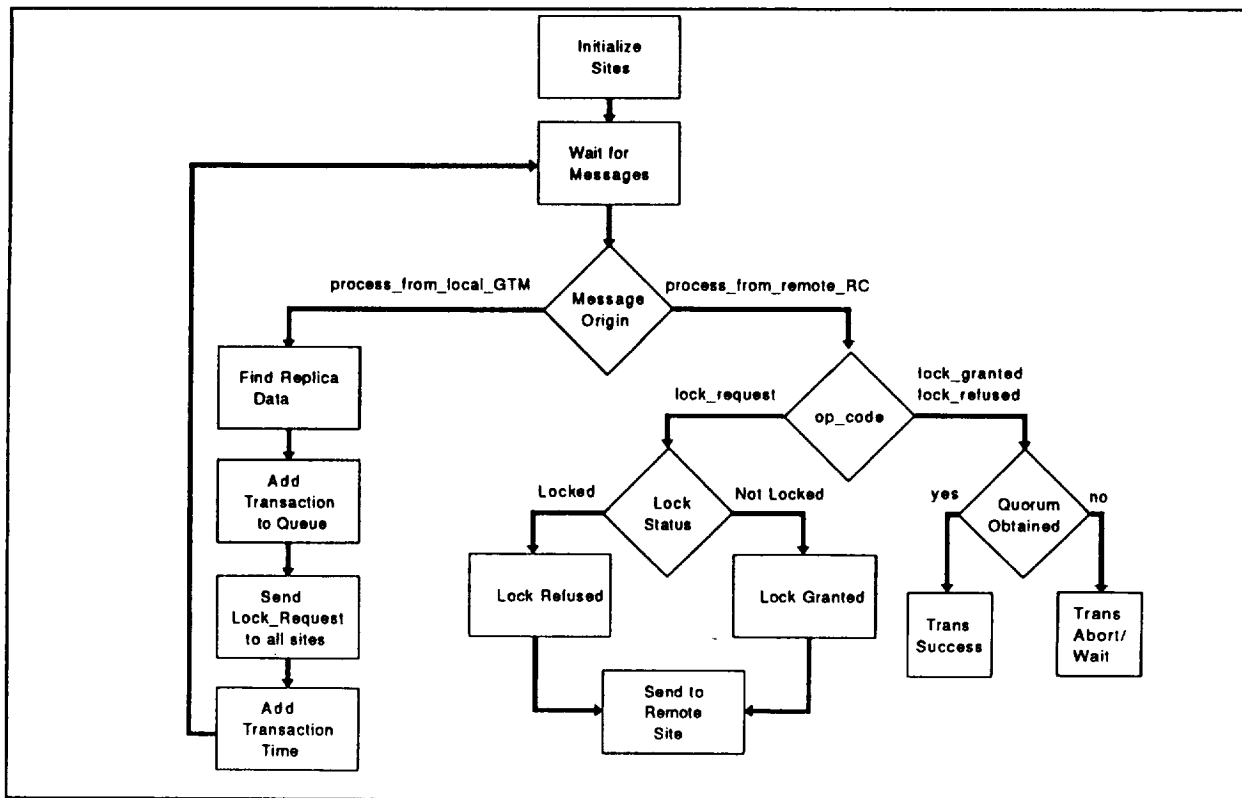 Initialize
Sites
Wait for
Messages
process_from_local_GTM
process_from_remote_RC
Message
Origin
Find Replica
Data
lock_request
op_code
lock_granted
lock_refused
Add
Transaction
to Queue
Locked
Lock
Status
Not Locked
yes
Quorum
Obtained
no
Send
Lock_Request
to all sites
Lock Refused
Lock Granted
Trans
Success
Trans
Abort/
Wait
Add
Transaction
Time
Send to
Remote
Site